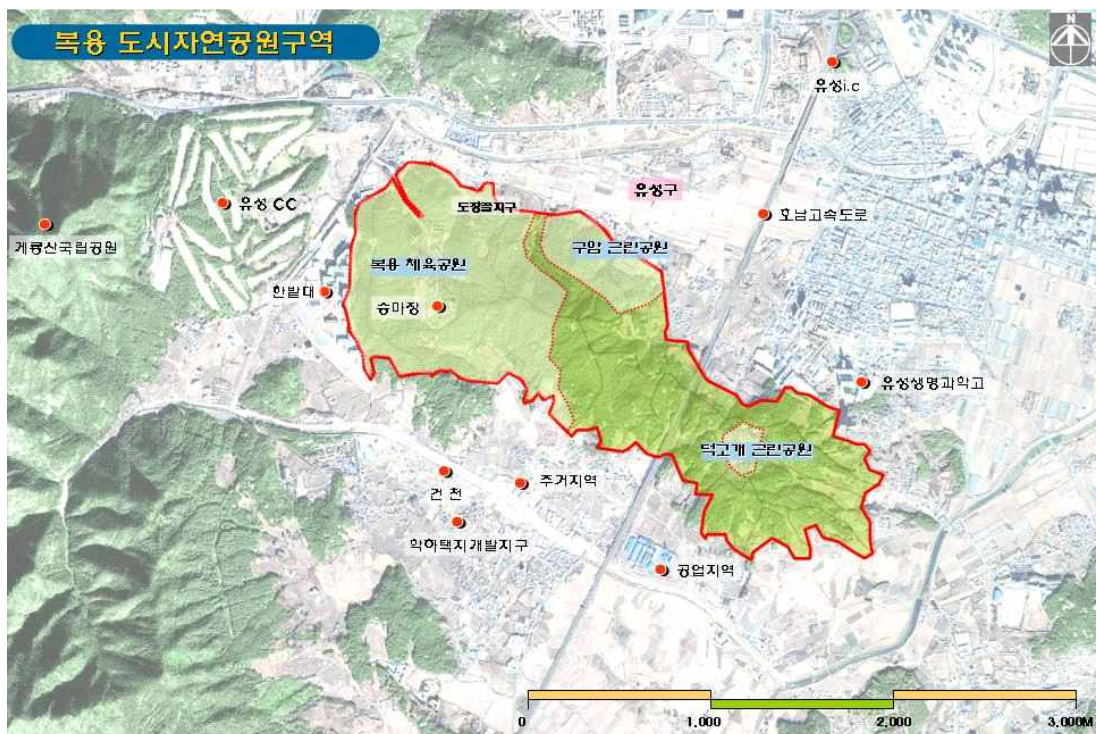 복용 도시자연공원구역
N
유성i.c
유성구
유성 CC
도정골지구
호남고속도로
계룡산국립공원
구암 근린공원
복용 체육공원
한밭대
승마장
유성생명과학고
덕고개 근린공원
건 천
주거지역
학하택지개발지구
공업지역
0
1,000
2,000
3,000M